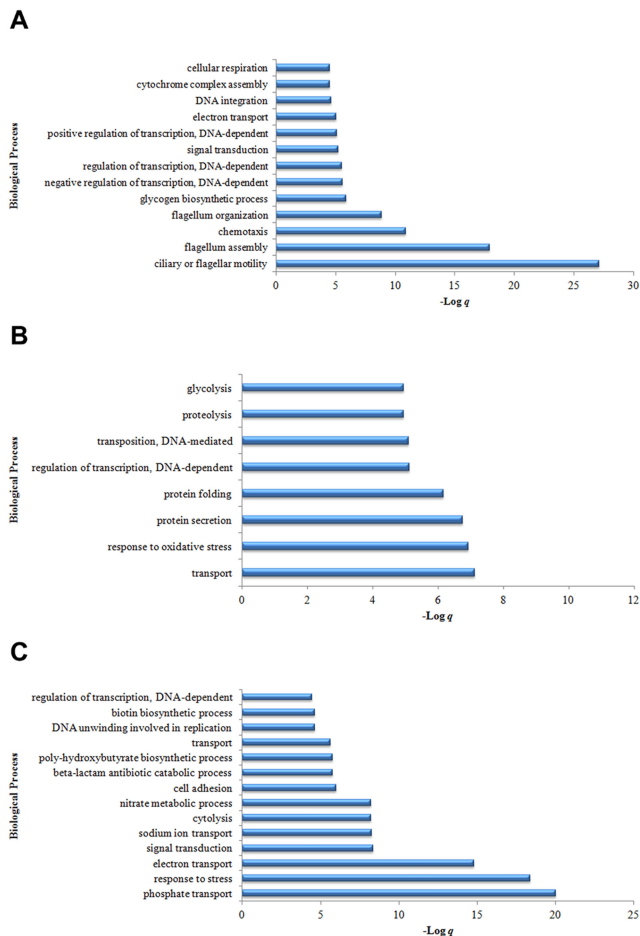 A
Biological Process
cellular respiration
cytochrome complex assembly
DNA integration
electron transport
positive regulation of transcription, DNA-dependent
signal transduction
regulation of transcription, DNA-dependent
negative regulation of transcription, DNA-dependent
glycogen biosynthetic process
flagellum organization
chemotaxis
flagellum assembly
ciliary or flagellar motility
0 5 10 15 20 25 30
-Log q
B
Biological Process
glycolysis
proteolysis
transposition, DNA-mediated
regulation of transcription, DNA-dependent
protein folding
protein secretion
response to oxidative stress
transport
0 2 4 6 8 10 12
-Log q
C
Biological Process
regulation of transcription, DNA-dependent
biotin biosynthetic process
DNA unwinding involved in replication
transport
poly-hydroxybutyrate biosynthetic process
beta-lactam antibiotic catabolic process
cell adhesion
nitrate metabolic process
cytolysis
sodium ion transport
signal transduction
electron transport
response to stress
phosphate transport
0 5 10 15 20 25
-Log q